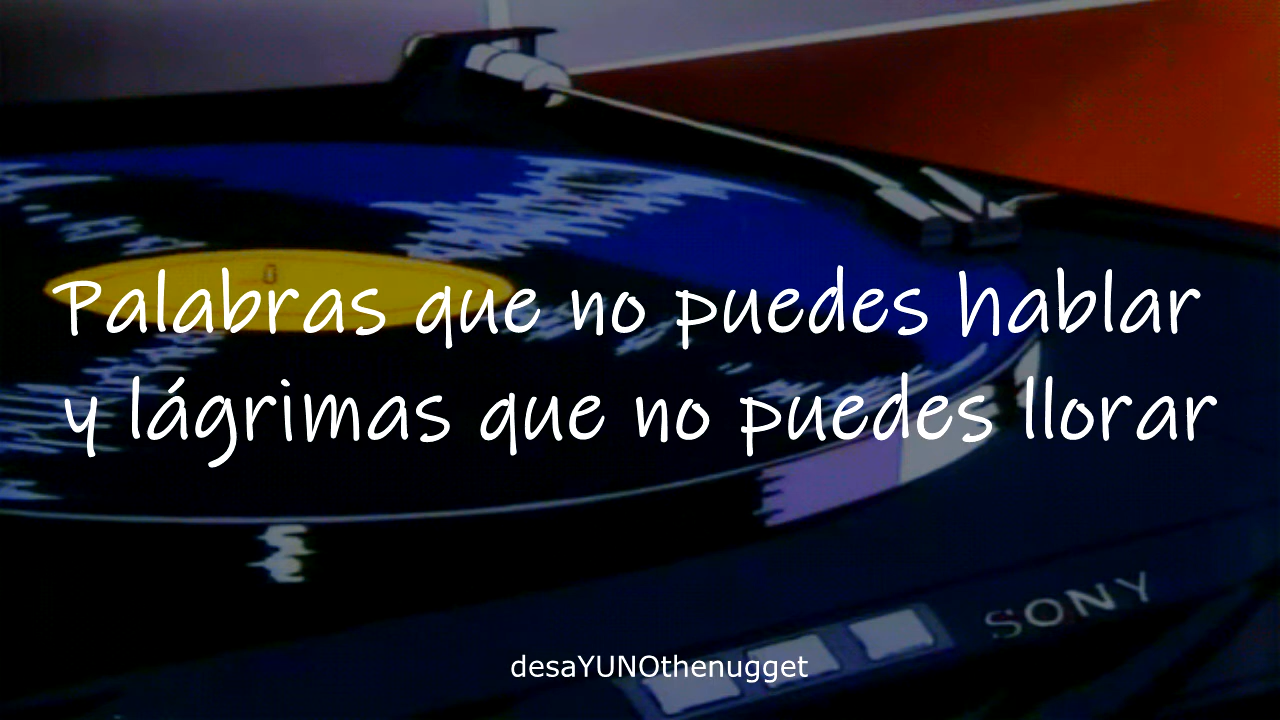 Palabras que no puedes hablar
y lágrimas que no puedes llorar
SONY
desaYUNOthenugget